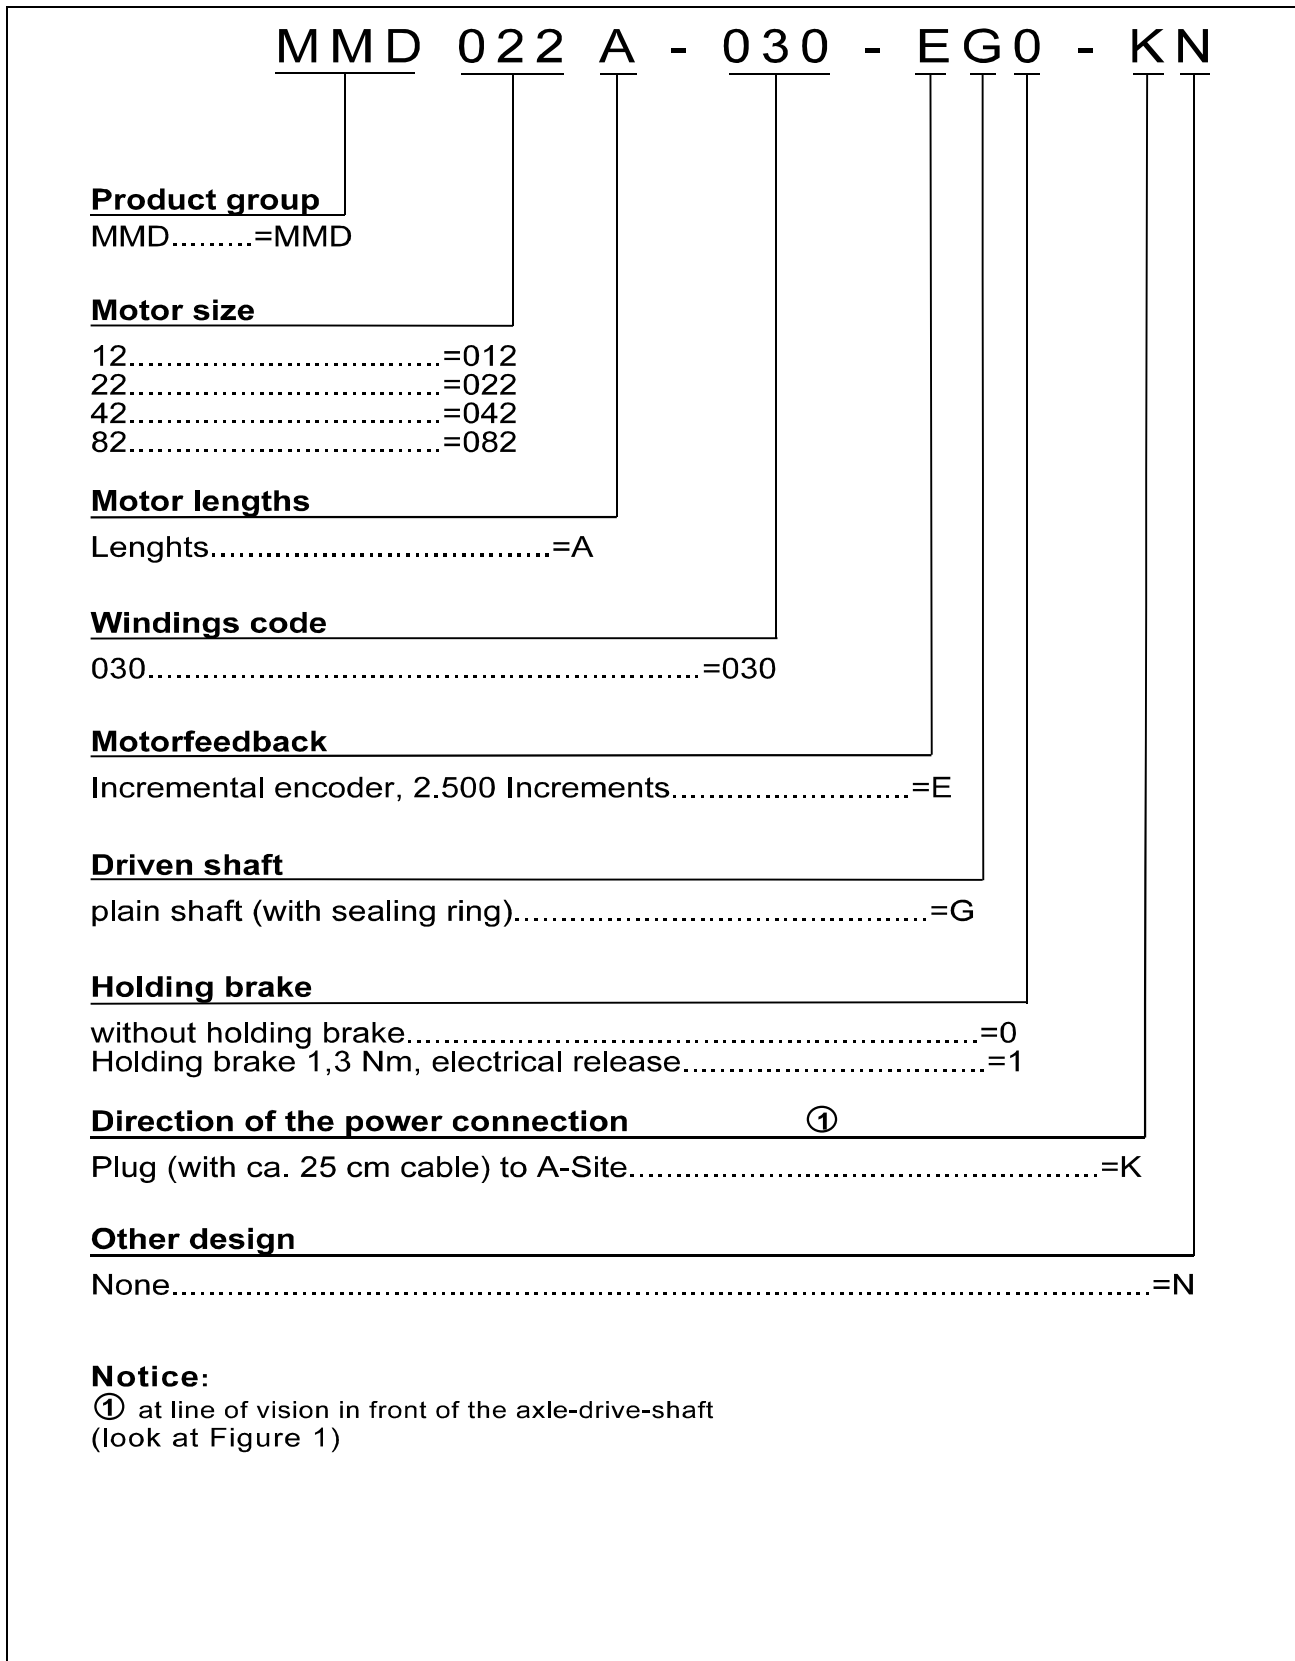 MMD 022 A - 030 - EG0 - KN
Product group
MMD.........=MMD
Motor size
12..................................=012
22..................................=022
42..................................=042
82..................................=082
Motor lengths
Lenghts.....................................=A
Windings code
030............................................................=030
Motorfeedback
Incremental encoder, 2.500 Increments..........................=E
Driven shaft
plain shaft (with sealing ring).............................................=G
Holding brake
without holding brake..............................................................=0
Holding brake 1,3 Nm, electrical release.................................=1
Direction of the power connection ①
Plug (with ca. 25 cm cable) to A-Site...................................................=K
Other design
None..........................................................................................................=N
Notice:
① at line of vision in front of the axle-drive-shaft
(look at Figure 1)